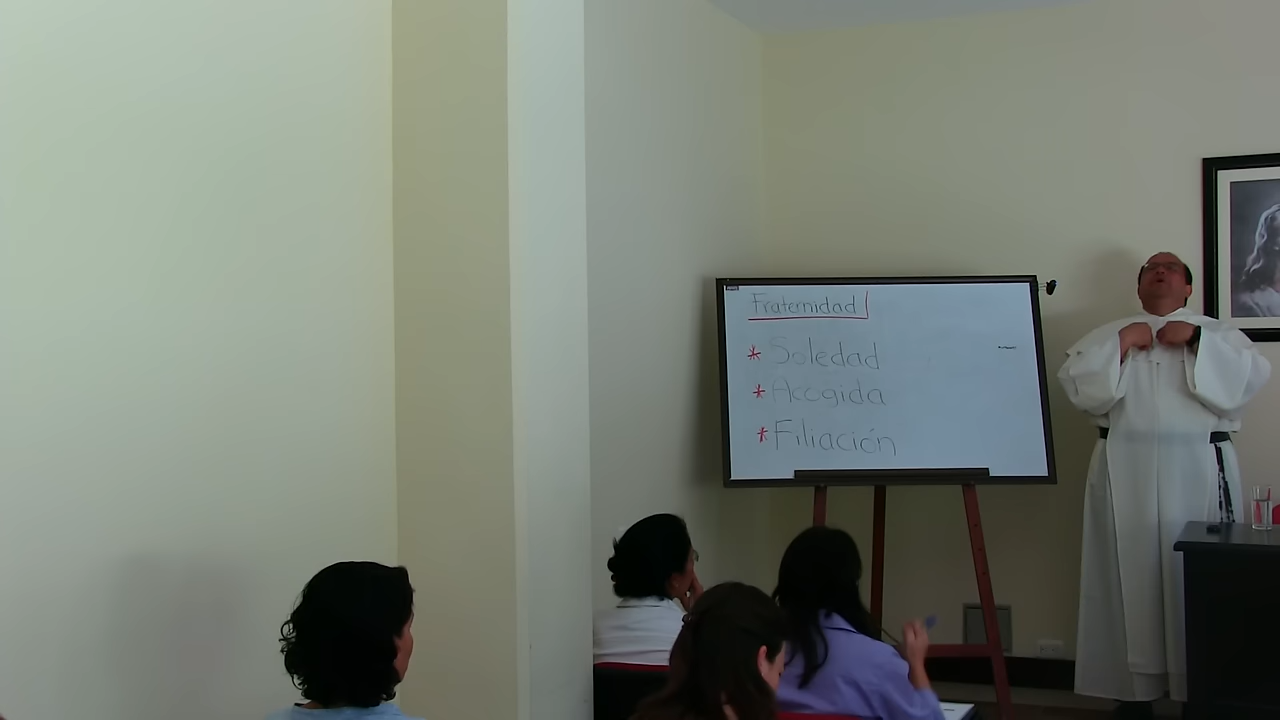 Fraternidad
* Soledad
* Acogida
* Filiación